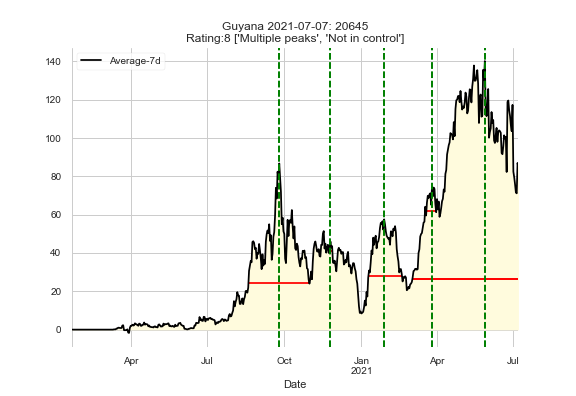 Guyana 2021-07-07: 20645
Rating:8 ['Multiple peaks', 'Not in control']
Average-7d
140
120
100
80
60
40
20
0
Apr Jul Oct Jan Apr Jul
2021
Date